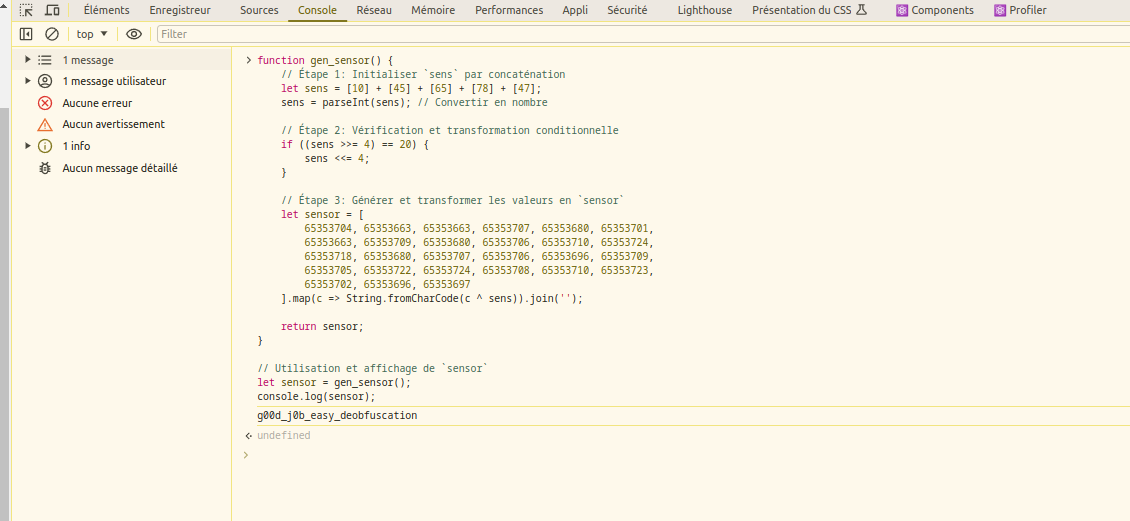 Éléments Enregistreur Sources Console Réseau Mémoire Performances Appli Sécurité Lighthouse Présentation du CSS Components Profiler
top Filter
1 message
1 message utilisateur
Aucune erreur
Aucun avertissement
1 info
Aucun message détaillé
function gen_sensor() {
// Étape 1: Initialiser `sens` par concaténation
let sens = [10] + [45] + [65] + [78] + [47];
sens = parseInt(sens); // Convertir en nombre
// Étape 2: Vérification et transformation conditionnelle
if ((sens >>= 4) == 20) {
sens <<= 4;
}
// Étape 3: Générer et transformer les valeurs en `sensor`
let sensor = [
65353704, 65353663, 65353663, 65353707, 65353680, 65353701,
65353663, 65353709, 65353680, 65353706, 65353710, 65353724,
65353718, 65353680, 65353707, 65353706, 65353696, 65353709,
65353705, 65353722, 65353724, 65353708, 65353710, 65353723,
65353702, 65353696, 65353697
].map(c => String.fromCharCode(c ^ sens)).join('');
return sensor;
}
// Utilisation et affichage de `sensor`
let sensor = gen_sensor();
console.log(sensor);
g00d_j0b_easy_deobfuscation
undefined